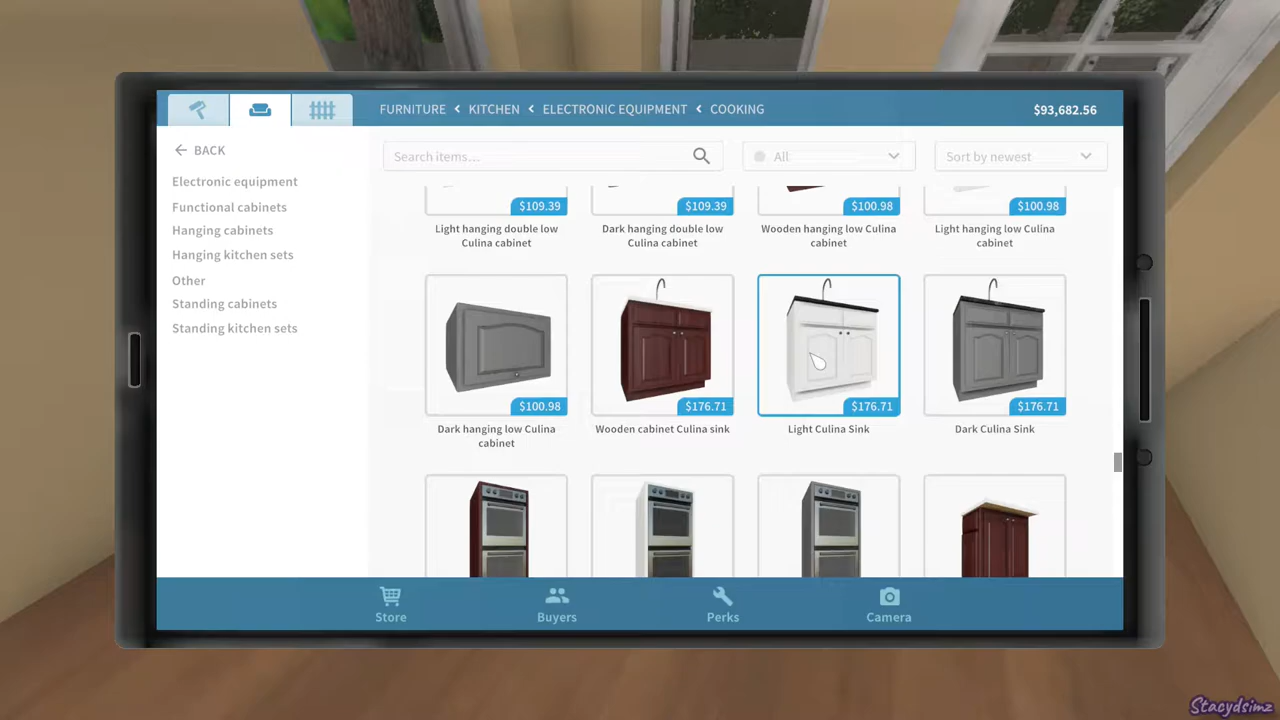 FURNITURE < KITCHEN < ELECTRONIC EQUIPMENT < COOKING
$93,682.56
BACK
Search items...
All
Sort by newest
Electronic equipment
Functional cabinets
Hanging cabinets
Hanging kitchen sets
Other
Standing cabinets
Standing kitchen sets
$109.39
$109.39
$100.98
$100.98
Light hanging double low
Culina cabinet
Dark hanging double low
Culina cabinet
Wooden hanging low Culina
cabinet
Light hanging low Culina
cabinet
$100.98
$176.71
$176.71
$176.71
Dark hanging low Culina
cabinet
Wooden cabinet Culina sink
Light Culina Sink
Dark Culina Sink
Store
Buyers
Perks
Camera
Stacydsimz